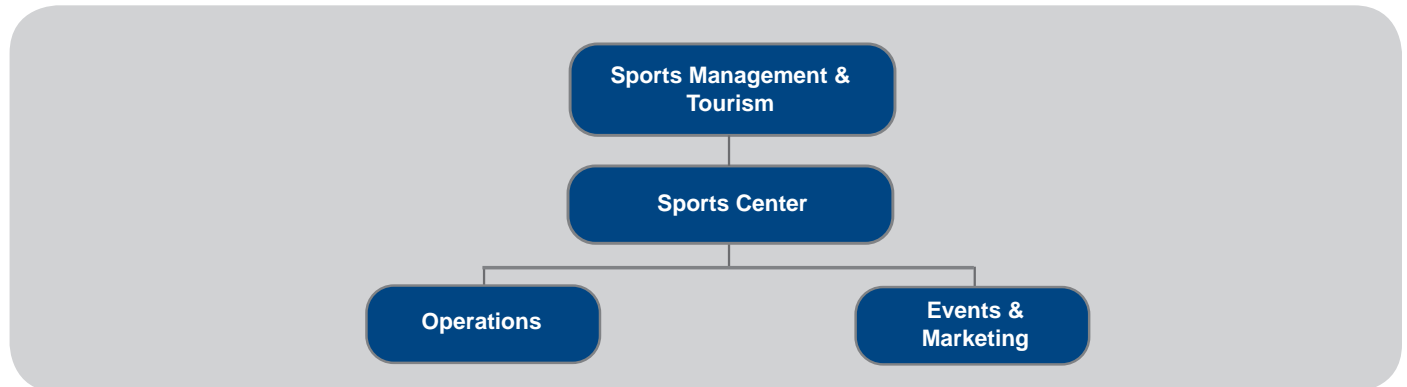 Sports Management &
Tourism
Sports Center
Operations
Events &
Marketing